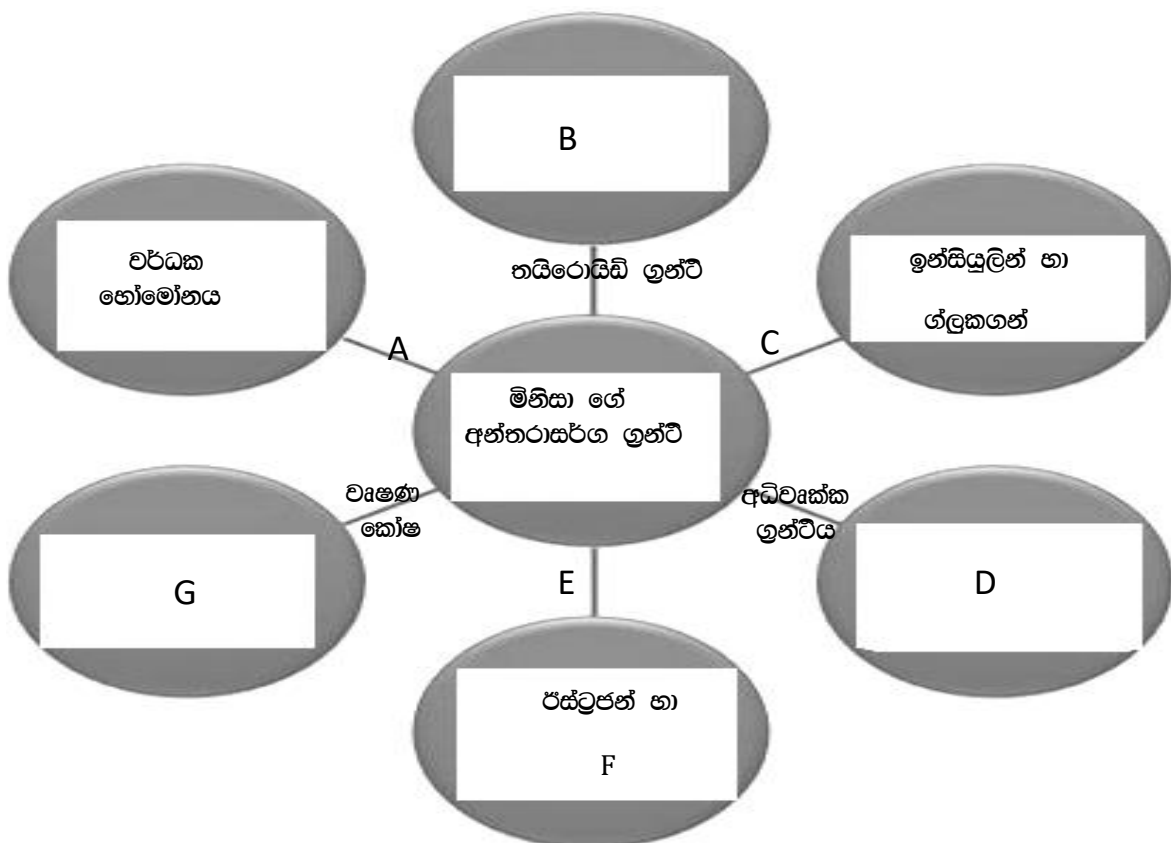 B
තයිරොයිඩ් ග්‍රන්ථි
වර්ධක
හෝමෝනය
A
ඉන්සියුලින් හා
ග්ලුකගන්
C
මිනිසා ගේ
අන්තරාසර්ග ග්‍රන්ථි
වෘෂණ
කෝෂ
G
අධිවෘක්ක
ග්‍රන්ථිය
D
E
ඊස්ට්‍රජන් හා
F